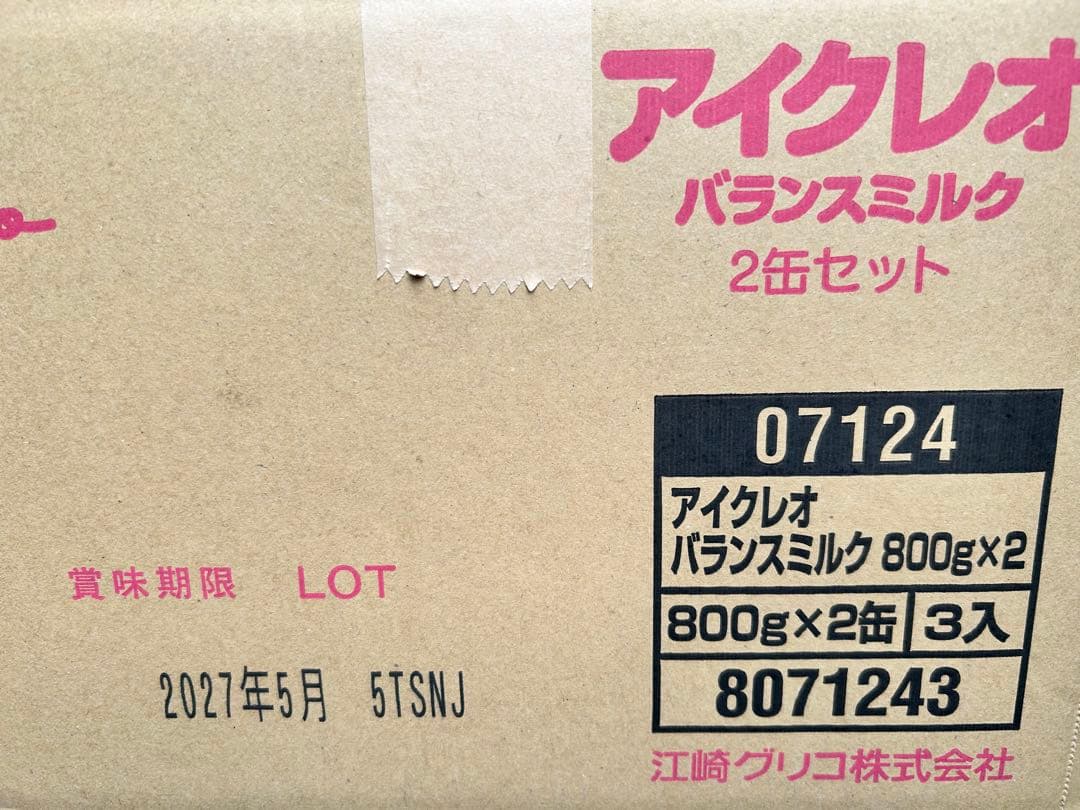 アイクレオ
バランスミルク
2缶セット
07124
アイクレオ
バランスミルク 800g×2
800g×2缶 3入
8071243
江崎グリコ株式会社
賞味期限 LOT
2027年5月 5TSNJ